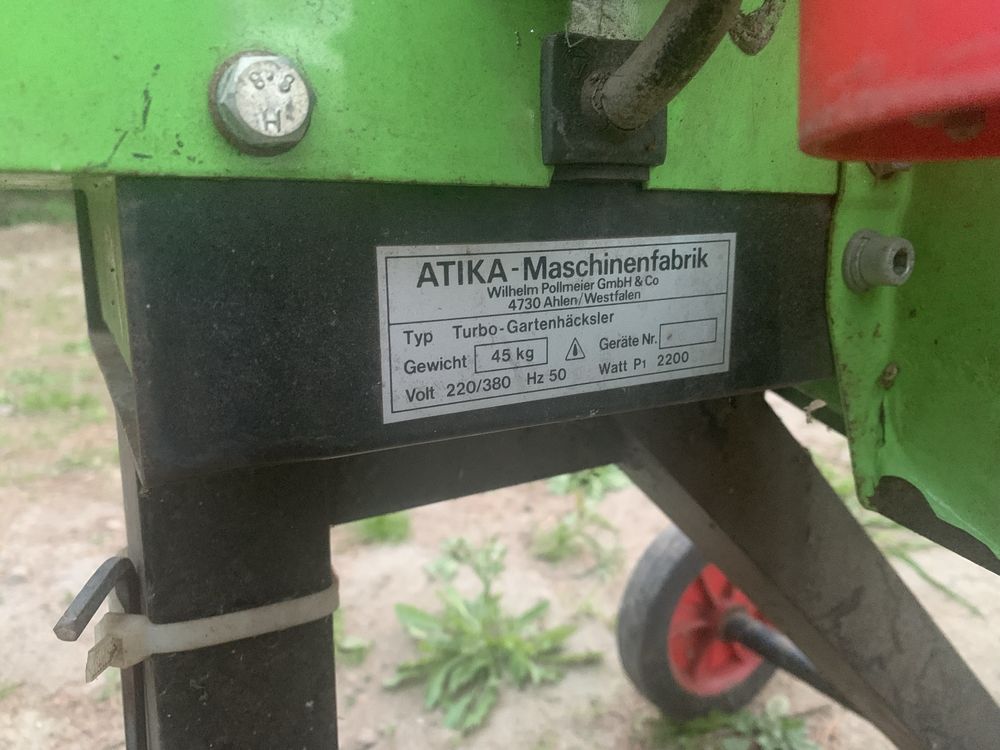 8.8
H
ATIKA-Maschinenfabrik
Wilhelm Pollmeier GmbH & Co
4730 Ahlen/Westfalen
Typ Turbo-Gartenhäcksler
Gewicht 45 kg Geräte Nr.
Volt 220/380 Hz 50 Watt P1 2200